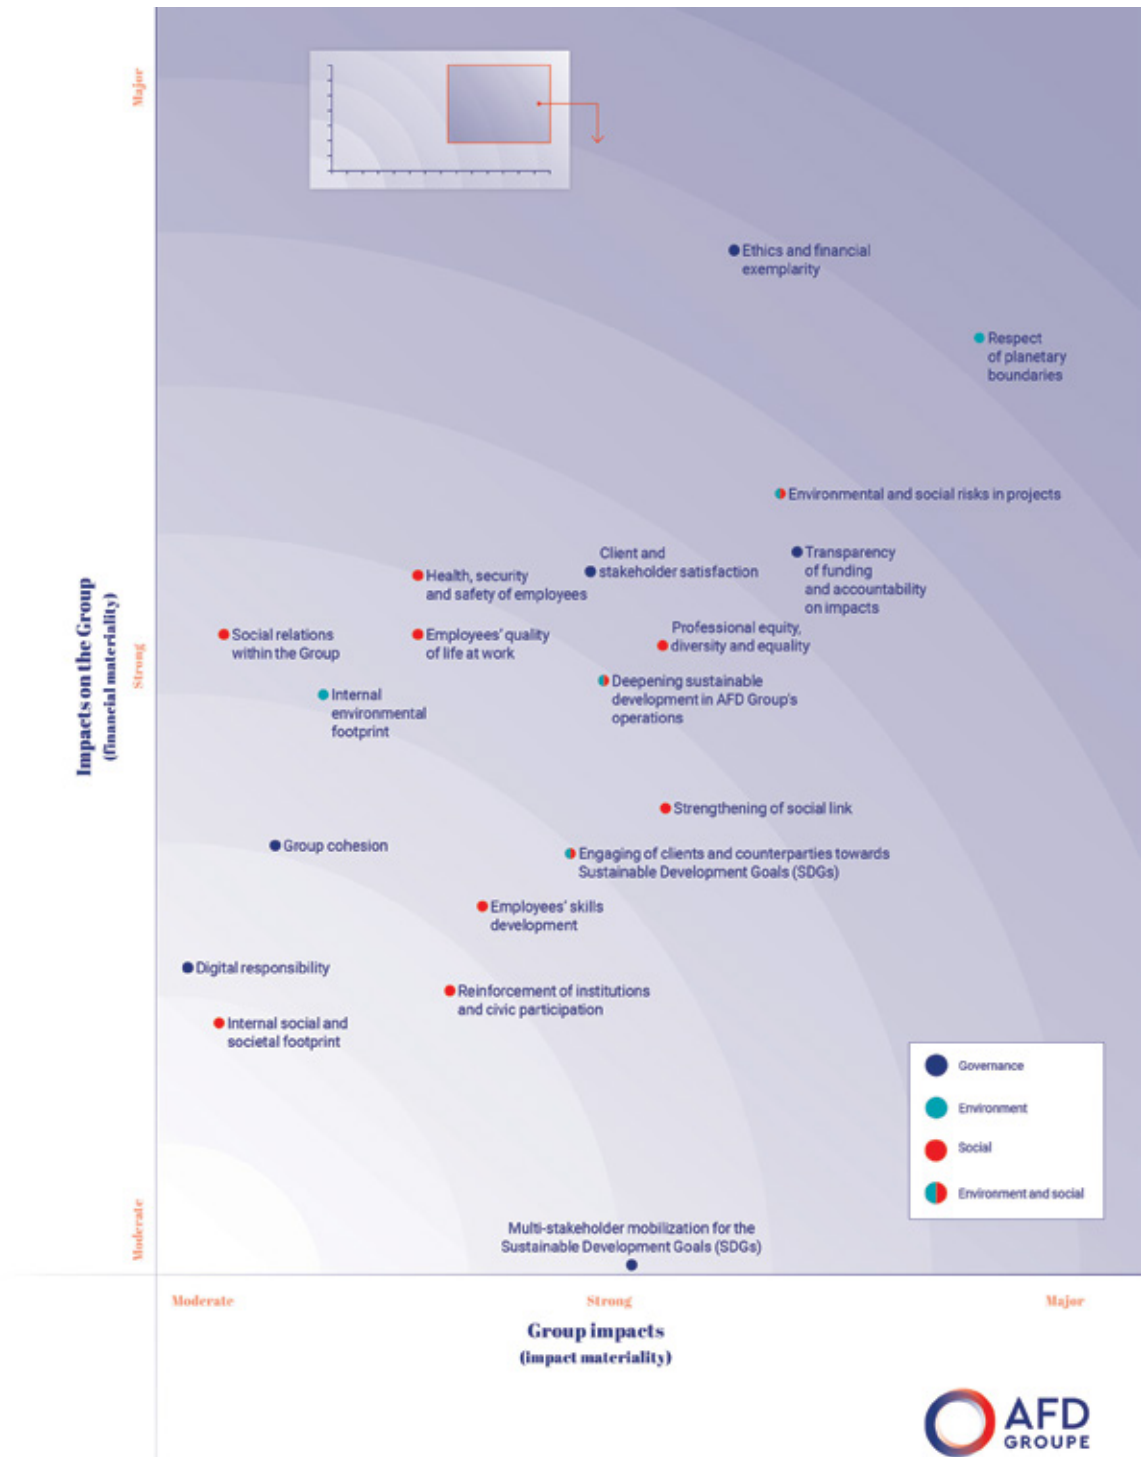 Major
Ethics and financial
exemplarity
Respect
of planetary
boundaries
Environmental and social risks in projects
Client and
stakeholder satisfaction
Transparency
of funding
and accountability
on impacts
Health, security
and safety of employees
Social relations
within the Group
Employees' quality
of life at work
Professional equity,
diversity and equality
Impacts on the Group
(financial materiality)
Strong
Internal
environmental
footprint
Deepening sustainable
development in AFD Group's
operations
Strengthening of social link
Group cohesion
Engaging of clients and counterparties towards
Sustainable Development Goals (SDGs)
Employees' skills
development
Digital responsibility
Reinforcement of institutions
and civic participation
Internal social and
societal footprint
Governance
Environment
Social
Environment and social
Moderate
Multi-stakeholder mobilization for the
Sustainable Development Goals (SDGs)
Moderate
Strong
Major
Group impacts
(impact materiality)
AFD
GROUPE